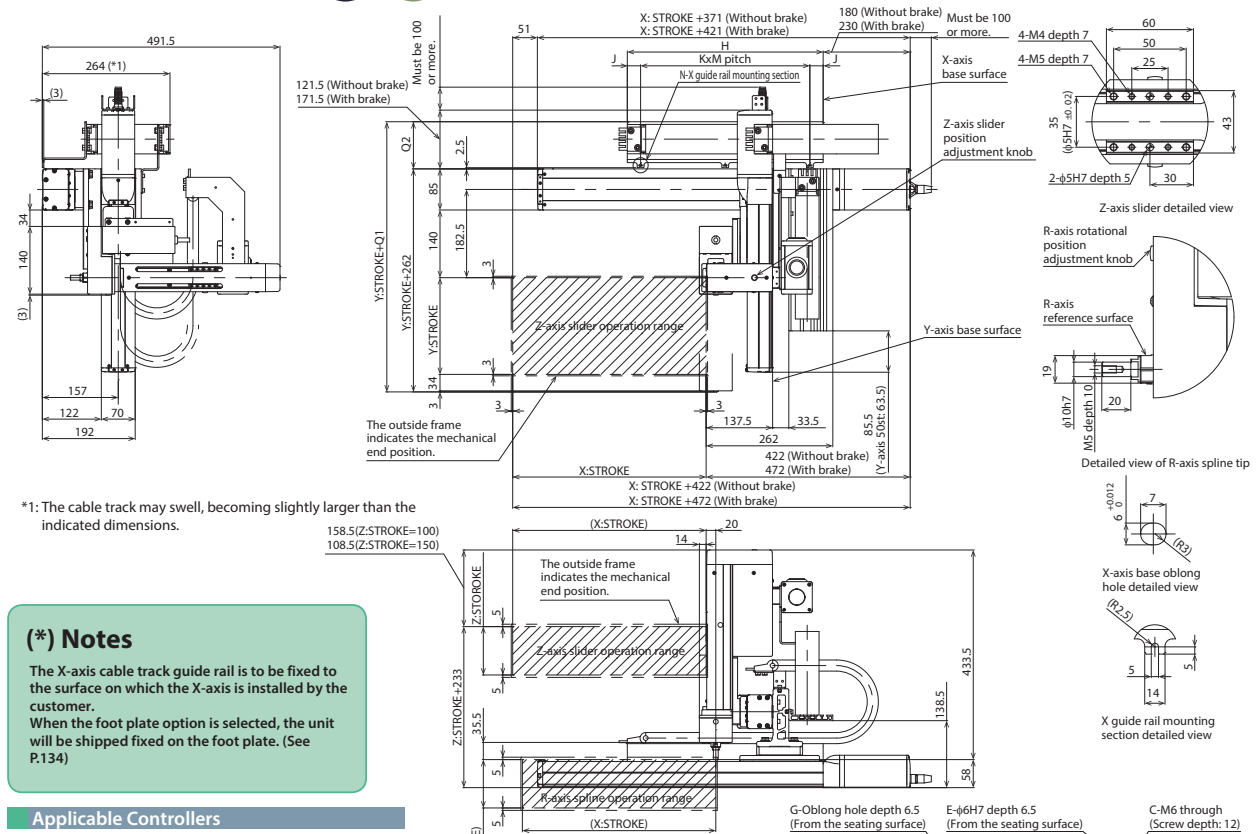 491.5
264 (*1)
(3)
34
140
(3)
157
122
70
192
121.5 (Without brake)
171.5 (With brake)
Must be 100
or more.
51
X: STROKE +371 (Without brake)
X: STROKE +421 (With brake)
180 (Without brake)
230 (With brake)
Must be 100
or more.
H
J
KxM pitch
J
N-X guide rail mounting section
X-axis
base surface
Z-axis slider
position
adjustment knob
Q2
2.5
85
140
182.5
3
Y:STROKE+Q1
Y:STROKE+262
Y:STROKE
Z-axis slider operation range
Y-axis base surface
3
34
3
3
3
The outside frame
indicates the mechanical
end position.
137.5
33.5
262
85.5
(Y-axis 50st: 63.5)
422 (Without brake)
472 (With brake)
X:STROKE
X: STROKE +422 (Without brake)
X: STROKE +472 (With brake)
60
4-M4 depth 7
50
4-M5 depth 7
25
35
(ϕ5H7 ±0.02)
43
2-ϕ5H7 depth 5
30
Z-axis slider detailed view
R-axis rotational
position
adjustment knob
R-axis
reference surface
19
ϕ10h7
M5 depth 10
20
Detailed view of R-axis spline tip
6 +0.012 0
7
(R3)
X-axis base oblong
hole detailed view
(R2.5)
5
5
14
X guide rail mounting
section detailed view
*1: The cable track may swell, becoming slightly larger than the
indicated dimensions.
158.5(Z:STROKE=100)
108.5(Z:STROKE=150)
(X:STROKE)
20
14
The outside frame
indicates the mechanical
end position.
Z:STOROKE
5
Z-axis slider operation range
5
Z:STROKE+233
35.5
5
R-axis spline operation range
5
(X:STROKE)
433.5
138.5
58
(*) Notes
The X-axis cable track guide rail is to be fixed to
the surface on which the X-axis is installed by the
customer.
When the foot plate option is selected, the unit
will be shipped fixed on the foot plate. (See
P.134)
Applicable Controllers
G-Oblong hole depth 6.5
(From the seating surface)
E-ϕ6H7 depth 6.5
(From the seating surface)
C-M6 through
(Screw depth: 12)